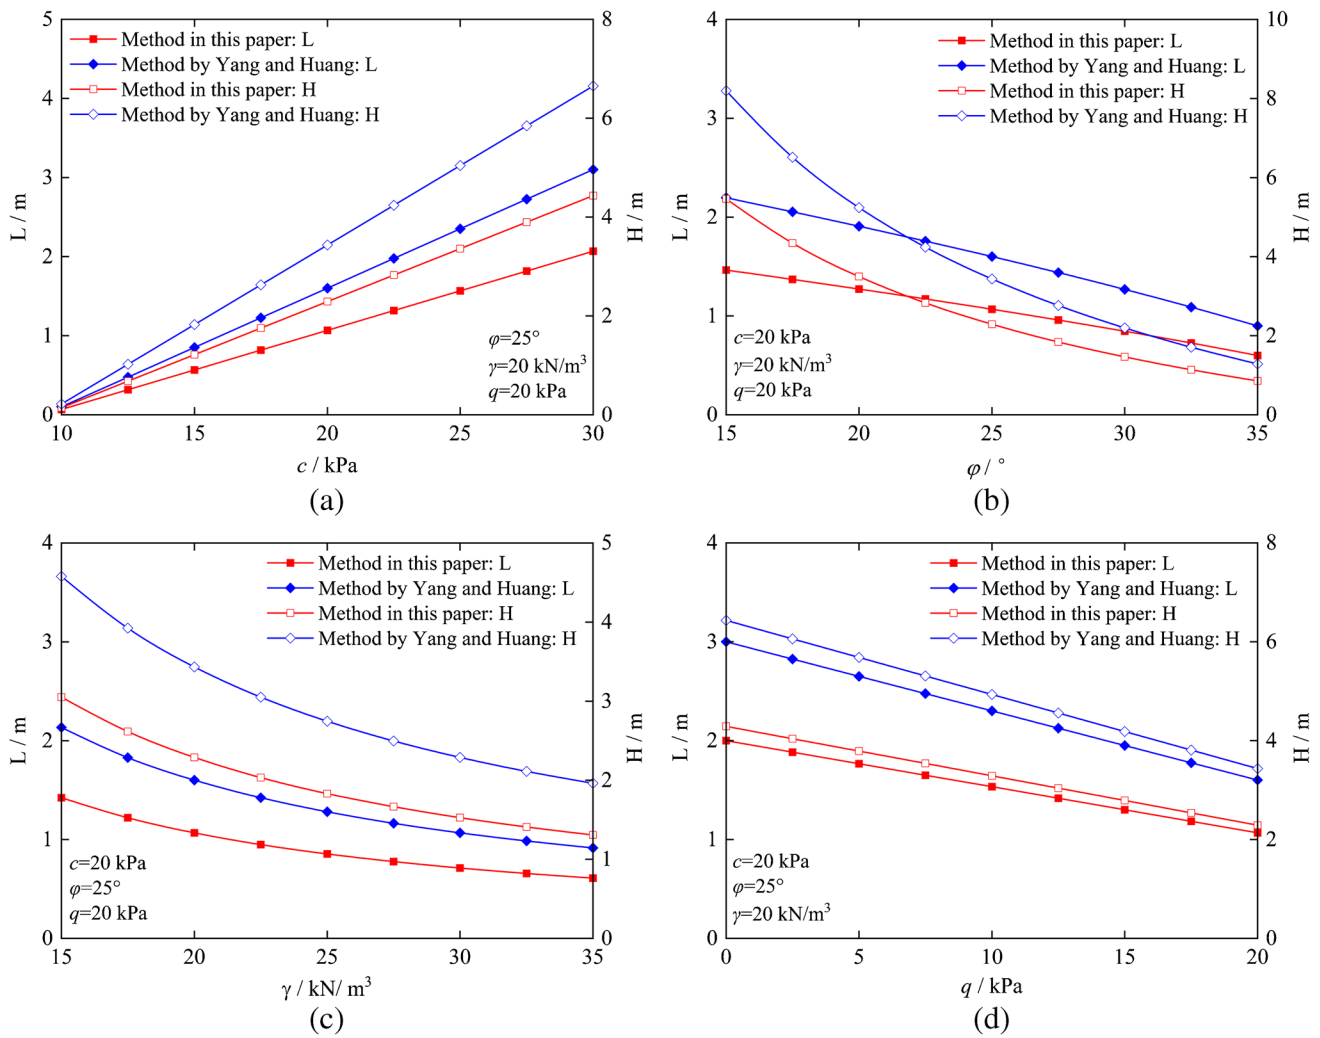 5
4
3
2
1
0
L / m
8
6
4
2
0
H / m
Method in this paper: L
Method by Yang and Huang: L
Method in this paper: H
Method by Yang and Huang: H
φ=25°
γ=20 kN/m³
q=20 kPa
10 15 20 25 30
c / kPa
(a)
4
3
2
1
0
L / m
10
8
6
4
2
0
H / m
Method in this paper: L
Method by Yang and Huang: L
Method in this paper: H
Method by Yang and Huang: H
c=20 kPa
γ=20 kN/m³
q=20 kPa
15 20 25 30 35
φ / °
(b)
4
3
2
1
0
L / m
5
4
3
2
1
0
H / m
Method in this paper: L
Method by Yang and Huang: L
Method in this paper: H
Method by Yang and Huang: H
c=20 kPa
φ=25°
q=20 kPa
15 20 25 30 35
γ / kN/ m³
(c)
4
3
2
1
0
L / m
8
6
4
2
0
H / m
Method in this paper: L
Method by Yang and Huang: L
Method in this paper: H
Method by Yang and Huang: H
c=20 kPa
φ=25°
γ=20 kN/m³
0 5 10 15 20
q / kPa
(d)